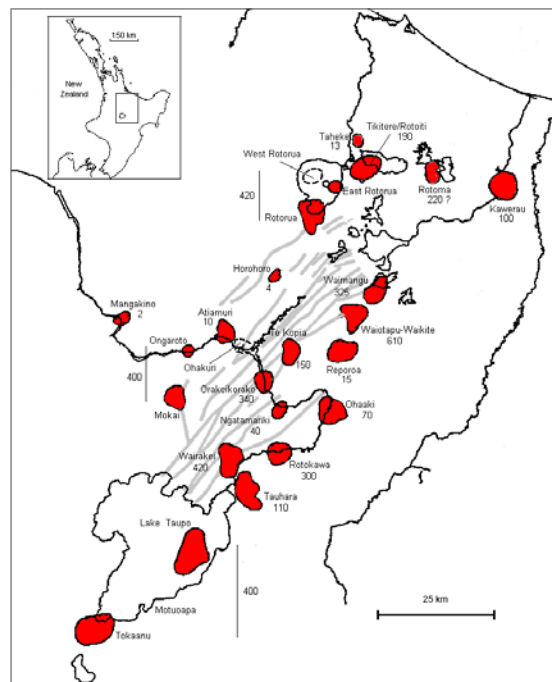 150 km
New
Zealand
Taheke
13
Tikitere/Rotoiti
190
West Rotorua
420
East Rotorua
Rotoma
220 ?
Kawerau
100
Rotorua
Horohoro
4
Waimangu
325
Mangakino
2
Atiamuri
10
Te Kopia
150
Waiotapu-Waikite
610
Ongaroto
Ohakuri
Reporoa
15
400
Orakeikorako
340
Mokai
Ngatamariki
40
Ohaaki
70
Wairakei
420
Rotokawa
300
Tauhara
110
Lake Taupo
400
25 km
Motuoapa
Tokaanu